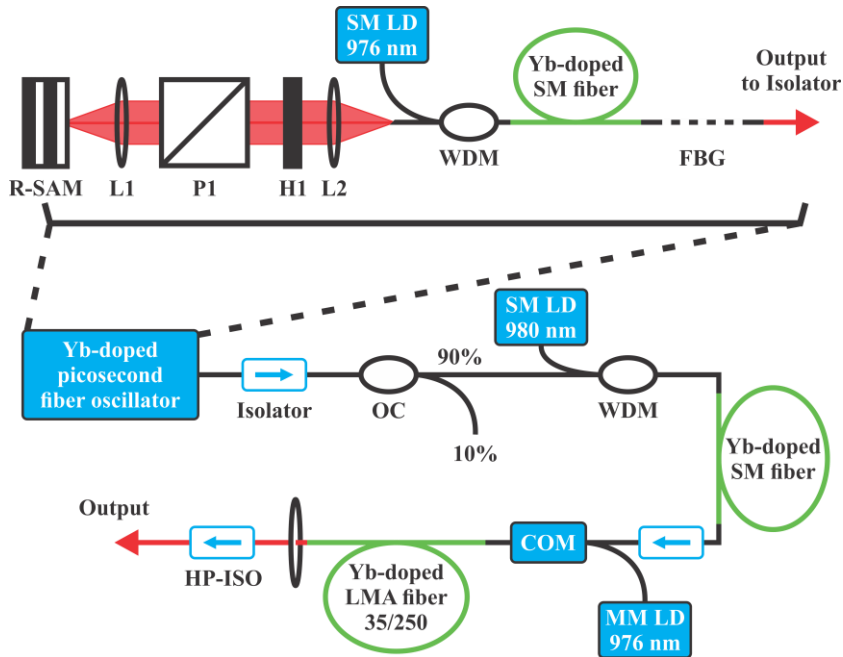 SM LD
976 nm
Yb-doped
SM fiber
Output
to Isolator
R-SAM
L1
P1
H1
L2
WDM
FBG
SM LD
980 nm
Yb-doped
picosecond
fiber oscillator
Isolator
OC
90%
10%
WDM
Yb-doped
SM fiber
Output
HP-ISO
Yb-doped
LMA fiber
35/250
COM
MM LD
976 nm